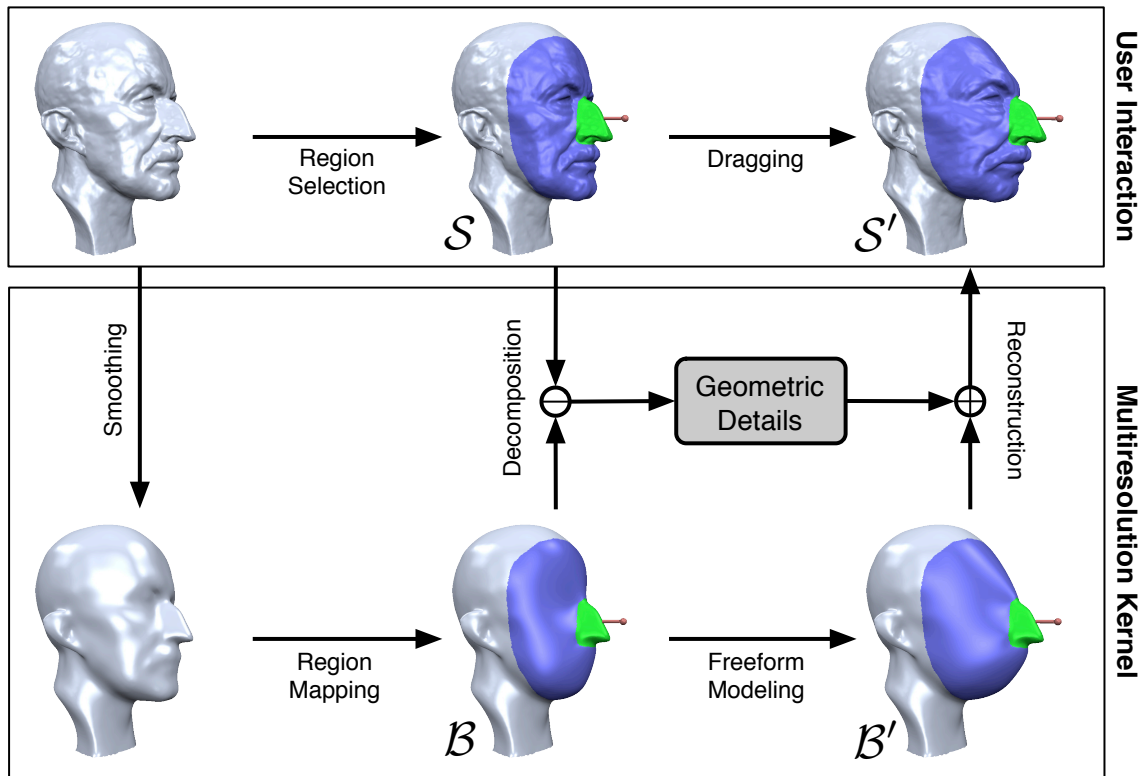 User Interaction
Region
Selection
Dragging
S
S′
Smoothing
Decomposition
Geometric
Details
Reconstruction
Multiresolution Kernel
Region
Mapping
Freeform
Modeling
B
B′